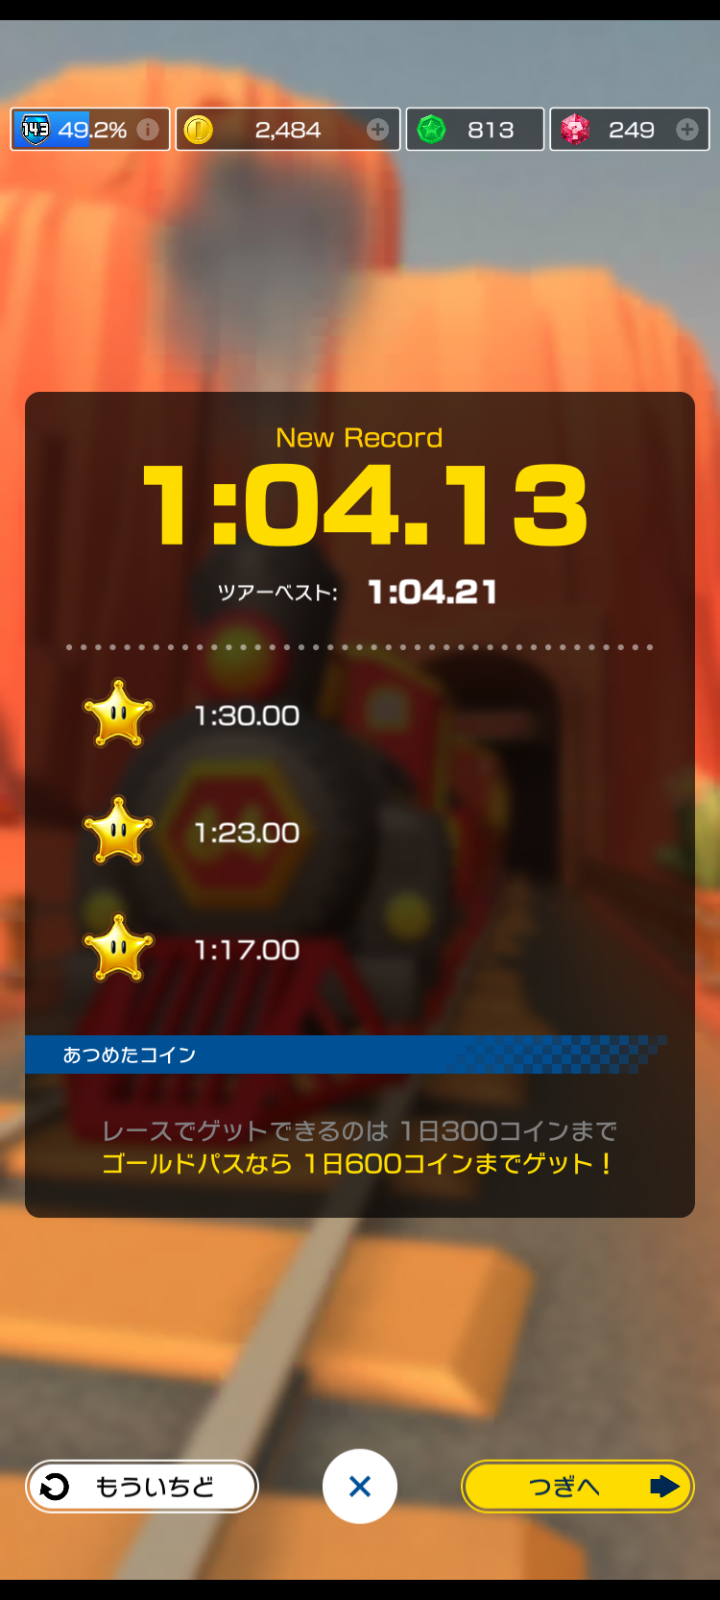 143 49.2% 2,484 813 249
New Record
1:04.13
ツアーベスト: 1:04.21
1:30.00
1:23.00
1:17.00
あつめたコイン
レースでゲットできるのは 1日300コインまで
ゴールドパスなら 1日600コインまでゲット！
もういちど つぎへ